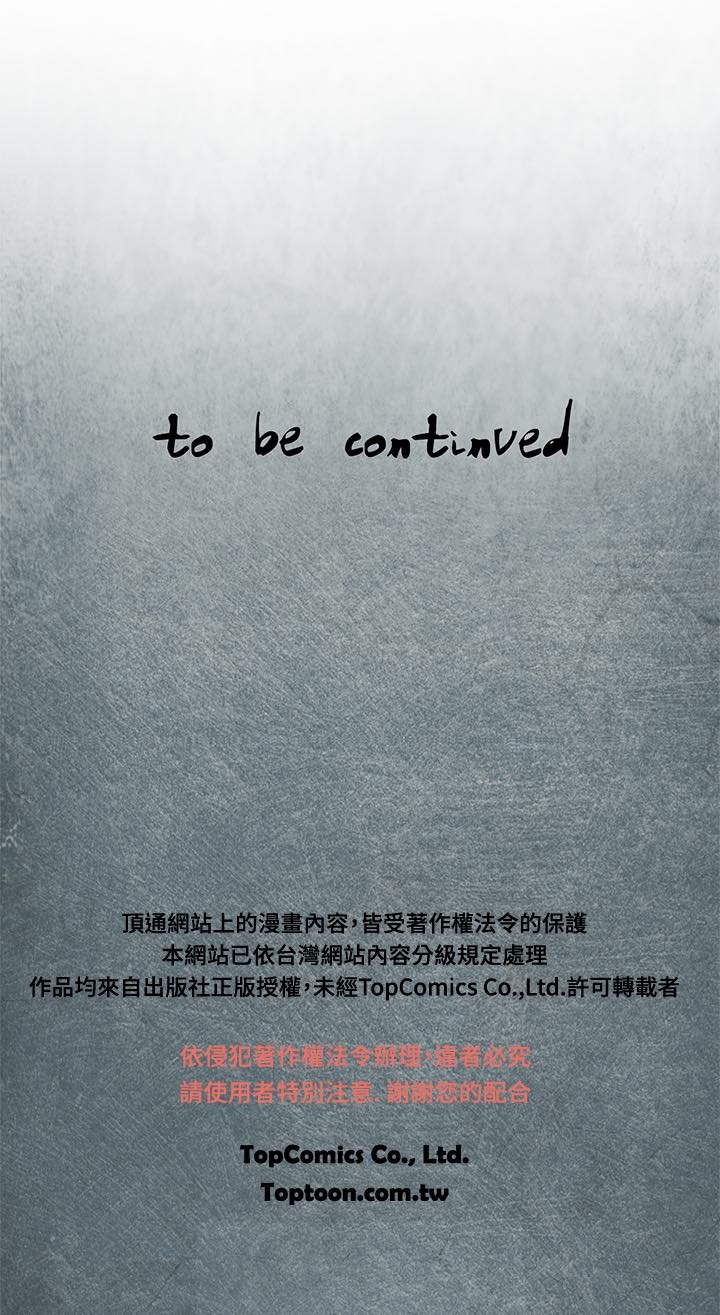 to be continued
頂通網站上的漫畫內容，皆受著作權法令的保護
本網站已依台灣網站內容分級規定處理
作品均來自出版社正版授權，未經TopComics Co.,Ltd.許可轉載者
依侵犯著作權法令辦理，違者必究
請使用者特別注意. 謝謝您的配合
TopComics Co., Ltd.
Toptoon.com.tw